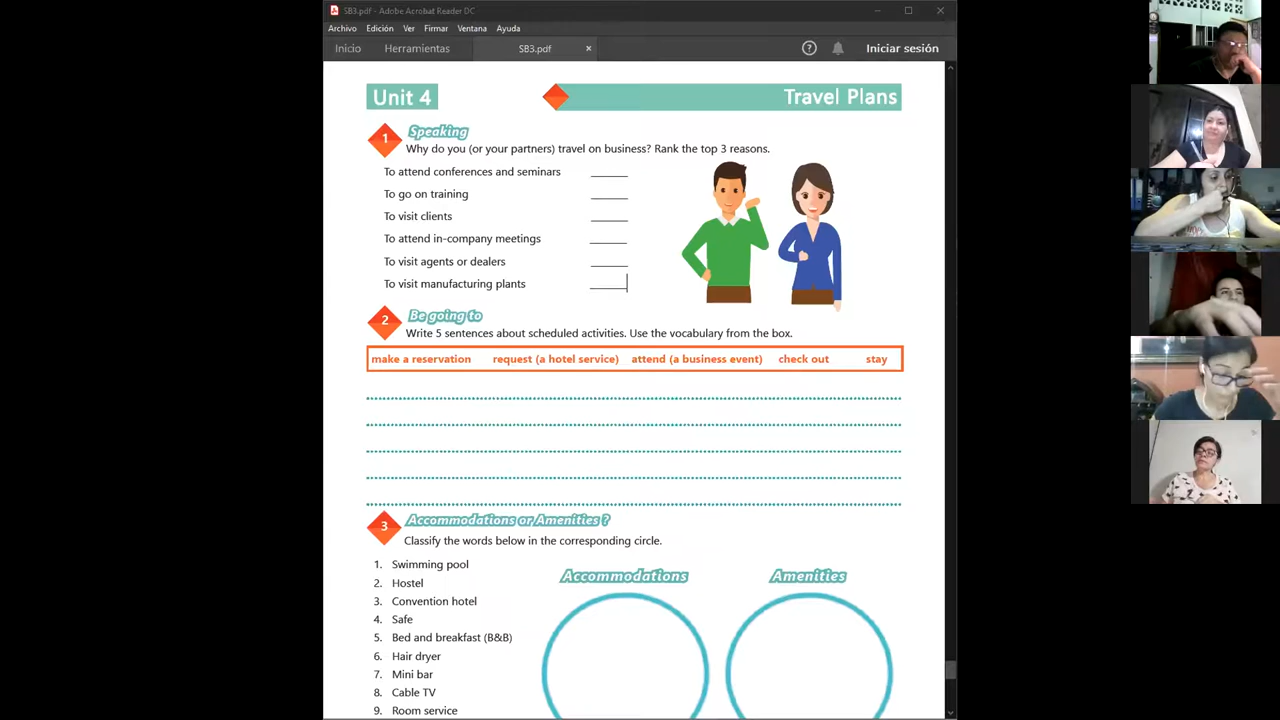 SB3.pdf - Adobe Acrobat Reader DC
Archivo Edición Ver Firmar Ventana Ayuda
Inicio Herramientas SB3.pdf × ? Iniciar sesión
Unit 4 Travel Plans
1 Speaking
Why do you (or your partners) travel on business? Rank the top 3 reasons.
To attend conferences and seminars ______
To go on training ______
To visit clients ______
To attend in-company meetings ______
To visit agents or dealers ______
To visit manufacturing plants ______
2 Be going to
Write 5 sentences about scheduled activities. Use the vocabulary from the box.
make a reservation request (a hotel service) attend (a business event) check out stay
3 Accommodations or Amenities ?
Classify the words below in the corresponding circle.
1. Swimming pool
2. Hostel
3. Convention hotel
4. Safe
5. Bed and breakfast (B&B)
6. Hair dryer
7. Mini bar
8. Cable TV
9. Room service
Accommodations Amenities